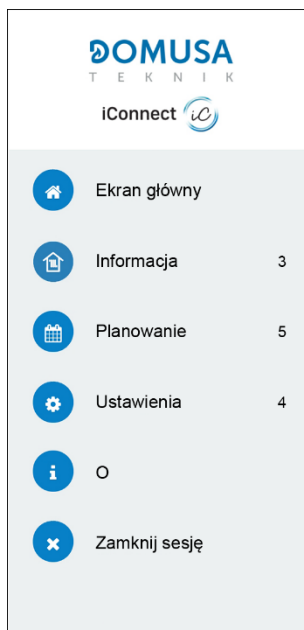 DOMUSA
TEKNIK
iConnect iC
Ekran główny
Informacja 3
Planowanie 5
Ustawienia 4
O
Zamknij sesję